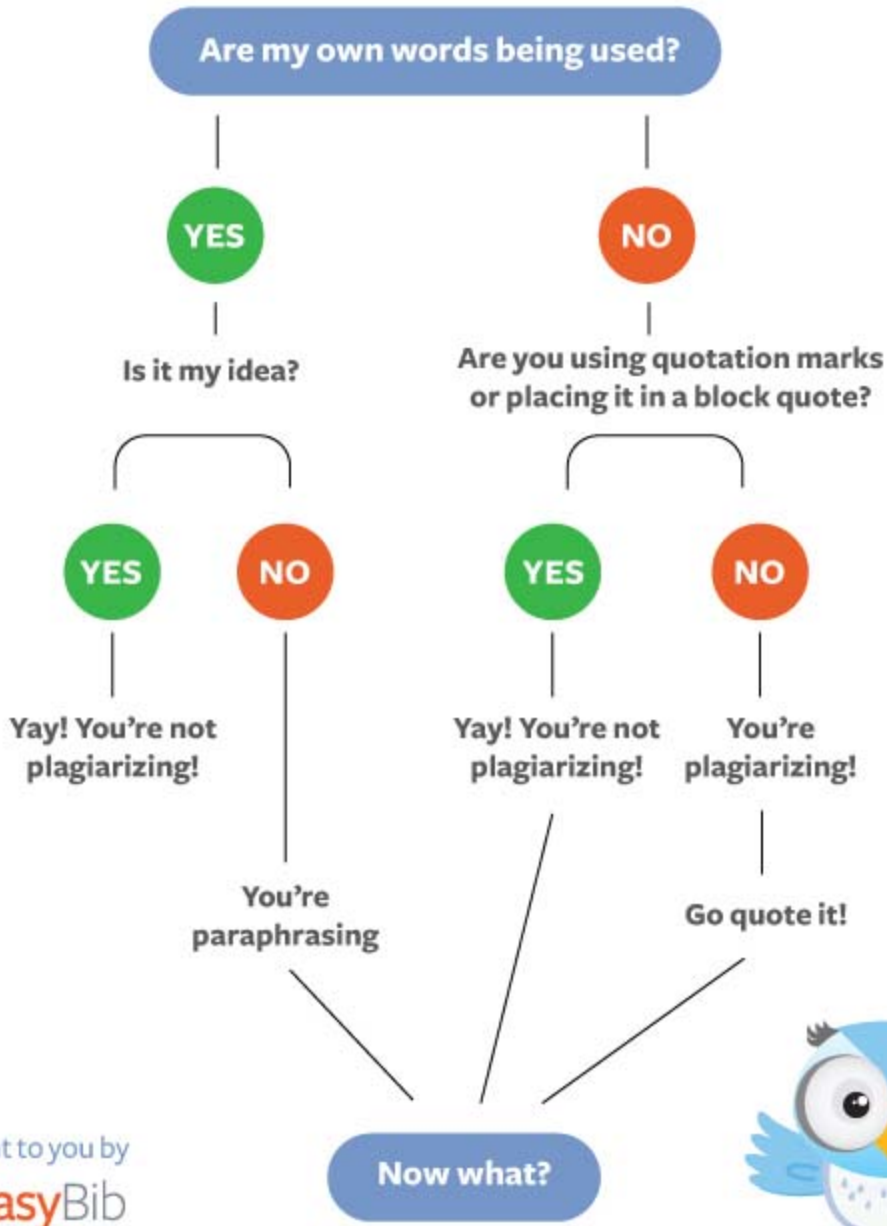 Are my own words being used?
YES
NO
Is it my idea?
Are you using quotation marks
or placing it in a block quote?
YES
NO
YES
NO
Yay! You're not
plagiarizing!
Yay! You're not
plagiarizing!
You're
plagiarizing!
You're
paraphrasing
Go quote it!
Now what?
t to you by
asyBib